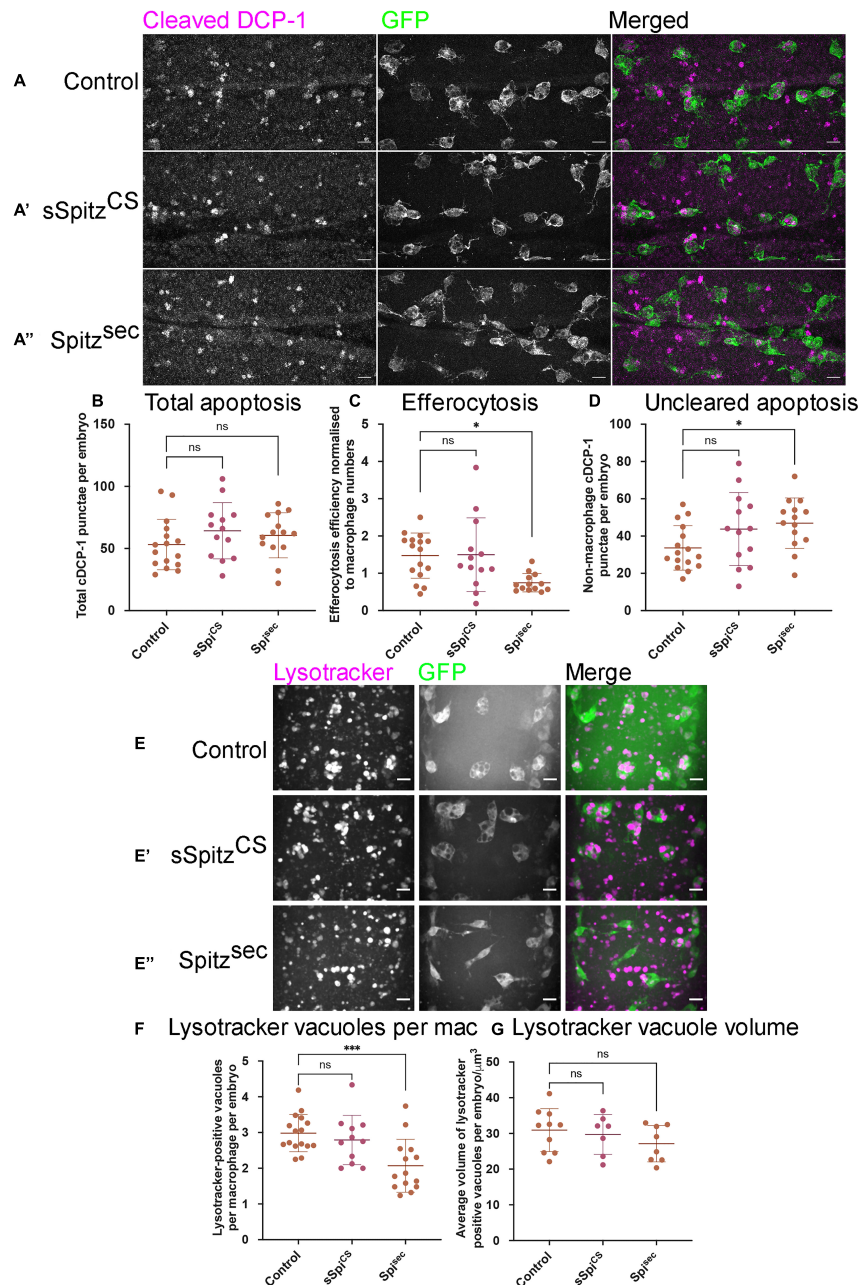 Cleaved DCP-1 GFP Merged
A Control
A’ sSpitzCS
A” Spitzsec
B Total apoptosis
Total cDCP-1 punctae per embryo
150
100
50
0
ns
ns
Control sSpiCS Spisec
C Efferocytosis
Efferocytosis efficiency normalised
to macrophage numbers
5
4
3
2
1
0
*
ns
Control sSpiCS Spisec
D Uncleared apoptosis
Non-macrophage cDCP-1
punctae per embryo
100
80
60
40
20
0
*
ns
Control sSpiCS Spisec
Lysotracker GFP Merge
E Control
E’ sSpitzCS
E” Spitzsec
F Lysotracker vacuoles per mac
Lysotracker-positive vacuoles
per macrophage per embryo
5
4
3
2
1
0
***
ns
Control sSpiCS Spisec
G Lysotracker vacuole volume
Average volume of lysotracker
positive vacuoles per embryo/µm3
50
40
30
20
10
0
ns
ns
Control sSpiCS Spisec